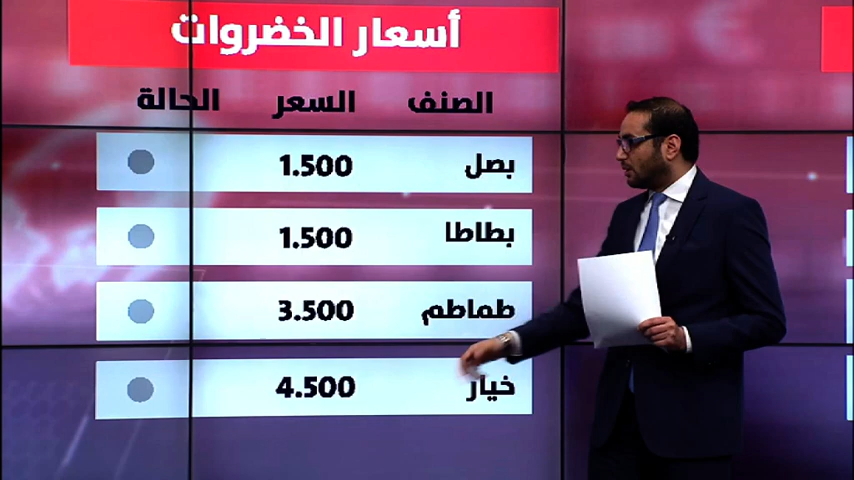 أسعار الخضروات
الصنف السعر الحالة
بصل 1.500
بطاطا 1.500
طماطم 3.500
خيار 4.500